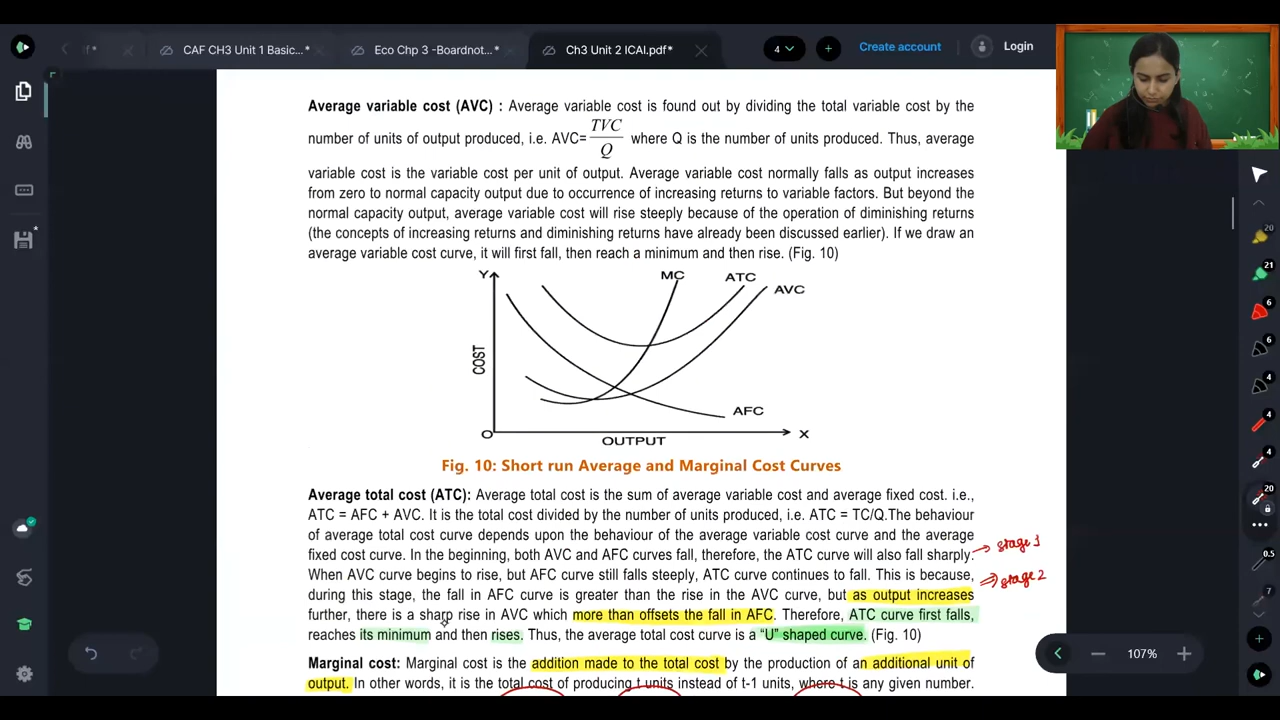 CAF CH3 Unit 1 Basic...*
Eco Chp 3 -Boardnot...*
Ch3 Unit 2 ICAI.pdf*
4
Create account
Login
Average variable cost (AVC) : Average variable cost is found out by dividing the total variable cost by the
number of units of output produced, i.e. AVC= TVC/Q where Q is the number of units produced. Thus, average
variable cost is the variable cost per unit of output. Average variable cost normally falls as output increases
from zero to normal capacity output due to occurrence of increasing returns to variable factors. But beyond the
normal capacity output, average variable cost will rise steeply because of the operation of diminishing returns
(the concepts of increasing returns and diminishing returns have already been discussed earlier). If we draw an
average variable cost curve, it will first fall, then reach a minimum and then rise. (Fig. 10)
Y
MC
ATC
AVC
COST
AFC
O
X
OUTPUT
Fig. 10: Short run Average and Marginal Cost Curves
Average total cost (ATC): Average total cost is the sum of average variable cost and average fixed cost. i.e.,
ATC = AFC + AVC. It is the total cost divided by the number of units produced, i.e. ATC = TC/Q.The behaviour
of average total cost curve depends upon the behaviour of the average variable cost curve and the average
fixed cost curve. In the beginning, both AVC and AFC curves fall, therefore, the ATC curve will also fall sharply. → stage 1
When AVC curve begins to rise, but AFC curve still falls steeply, ATC curve continues to fall. This is because, ⇒ stage 2
during this stage, the fall in AFC curve is greater than the rise in the AVC curve, but as output increases
further, there is a sharp rise in AVC which more than offsets the fall in AFC. Therefore, ATC curve first falls,
reaches its minimum and then rises. Thus, the average total cost curve is a “U” shaped curve. (Fig. 10)
Marginal cost: Marginal cost is the addition made to the total cost by the production of an additional unit of
output. In other words, it is the total cost of producing t units instead of t-1 units, where t is any given number.
107%
20
21
6
6
4
4
4
20
0.5
7